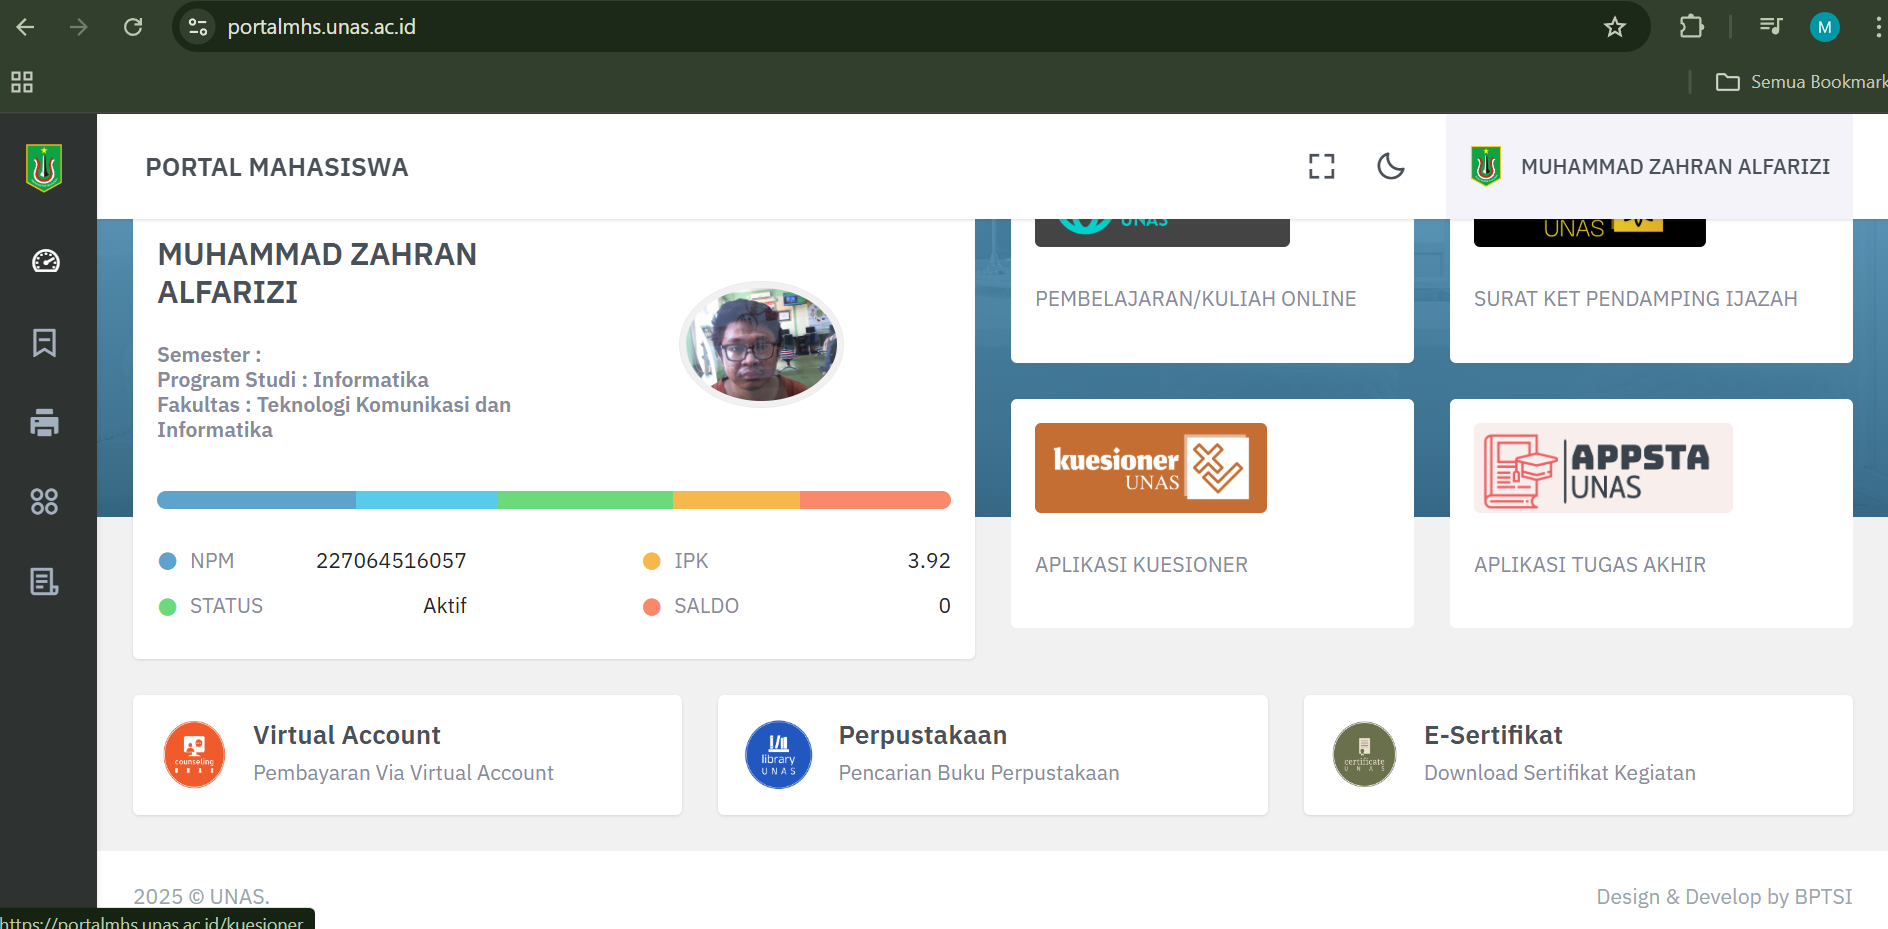 portalmhs.unas.ac.id
M
Semua Bookmark
PORTAL MAHASISWA
MUHAMMAD ZAHRAN ALFARIZI
MUHAMMAD ZAHRAN
ALFARIZI
Semester :
Program Studi : Informatika
Fakultas : Teknologi Komunikasi dan
Informatika
NPM 227064516057
IPK 3.92
STATUS Aktif
SALDO 0
UNAS
PEMBELAJARAN/KULIAH ONLINE
UNAS
SURAT KET PENDAMPING IJAZAH
kuesioner
UNAS
APLIKASI KUESIONER
APPSTA
UNAS
APLIKASI TUGAS AKHIR
counseling
UNAS
Virtual Account
Pembayaran Via Virtual Account
library
UNAS
Perpustakaan
Pencarian Buku Perpustakaan
certificate
UNAS
E-Sertifikat
Download Sertifikat Kegiatan
2025 © UNAS.
Design & Develop by BPTSI
https://portalmhs.unas.ac.id/kuesioner